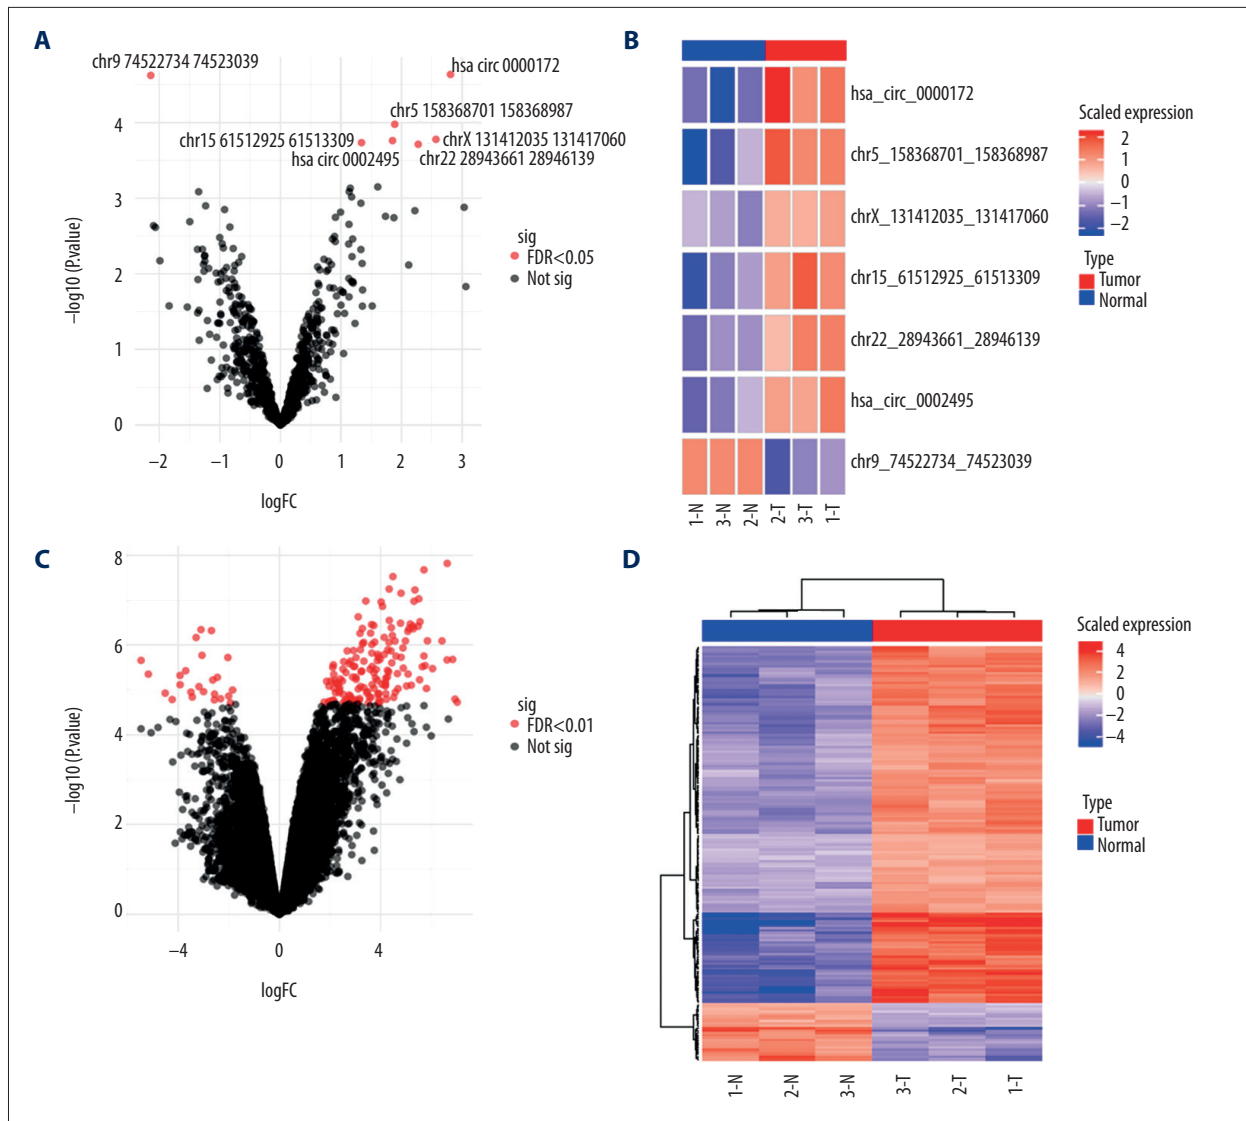 A
chr9 74522734 74523039
hsa circ 0000172
chr5 158368701 158368987
chr15 61512925 61513309
chrX 131412035 131417060
hsa circ 0002495
chr22 28943661 28946139
4
3
2
1
0
−log10 (P.value)
−2
−1
0
1
2
3
logFC
sig
FDR<0.05
Not sig
B
hsa_circ_0000172
chr5_158368701_158368987
chrX_131412035_131417060
chr15_61512925_61513309
chr22_28943661_28946139
hsa_circ_0002495
chr9_74522734_74523039
1-N
3-N
2-N
2-T
3-T
1-T
Scaled expression
2
1
0
−1
−2
Type
Tumor
Normal
C
8
6
4
2
0
−log10 (P.value)
−4
0
4
logFC
sig
FDR<0.01
Not sig
D
1-N
2-N
3-N
3-T
2-T
1-T
Scaled expression
4
2
0
−2
−4
Type
Tumor
Normal